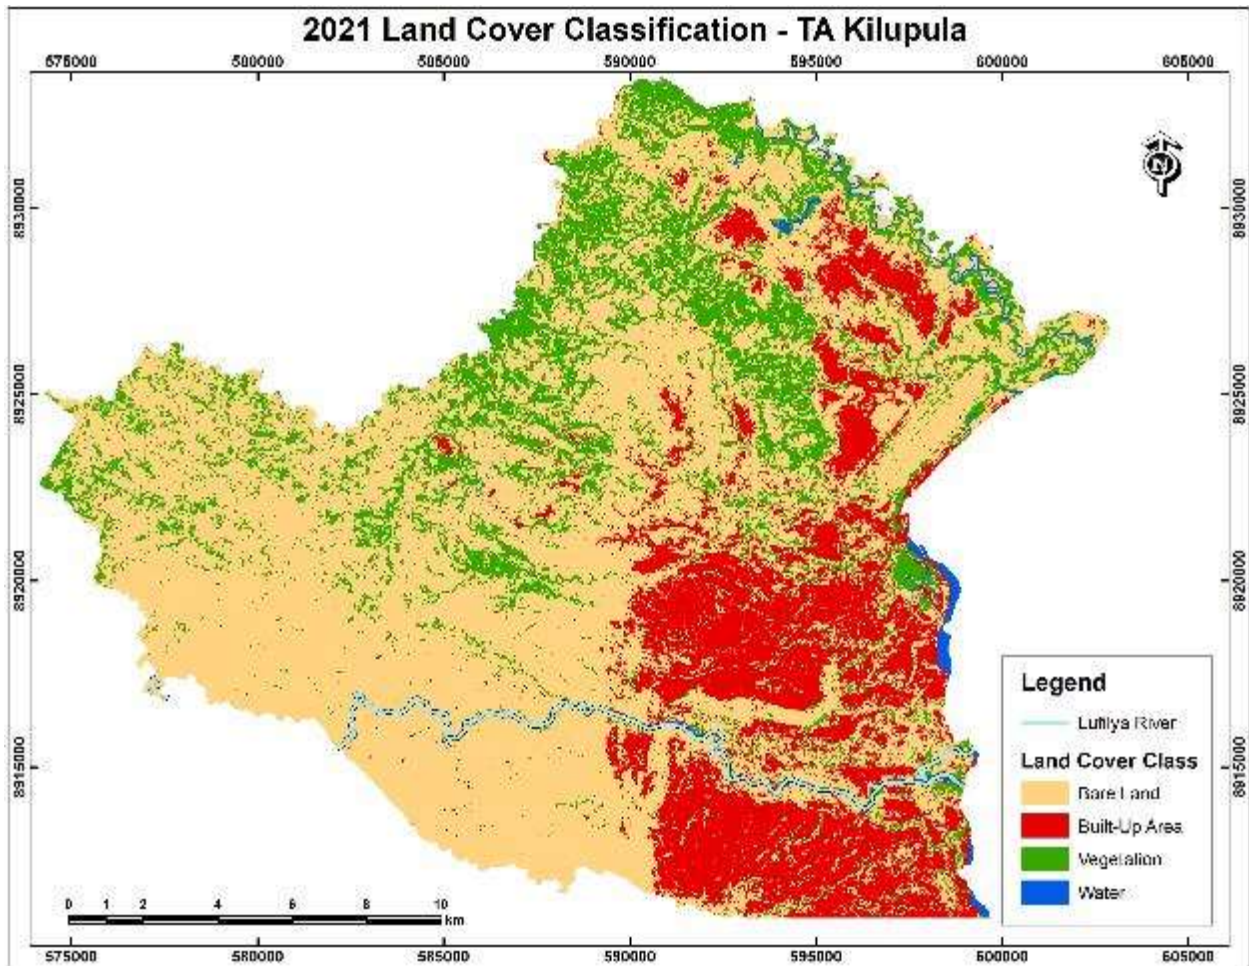 2021 Land Cover Classification - TA Kilupula
575000 580000 585000 590000 595000 600000 605000
N
8930000 8930000
8925000 8925000
8920000 8920000
8915000 8915000
Legend
Lufilya River
Land Cover Class
Bare Land
Built-Up Area
Vegetation
Water
0 1 2 4 6 8 10
km
575000 580000 585000 590000 595000 600000 605000